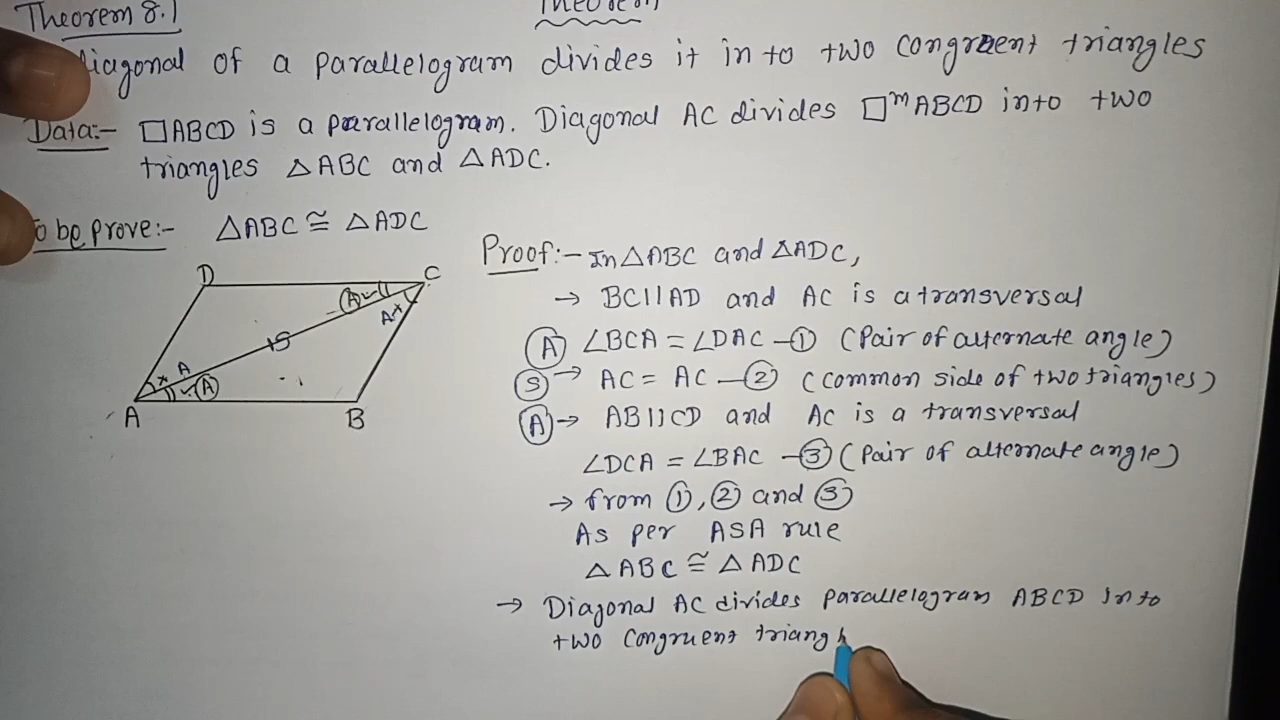 Theorem 8.1
Theorem
diagonal of a parallelogram divides it in to two congruent triangles
Data:- □ABCD is a parallelogram. Diagonal AC divides □ᵐABCD into two
triangles △ABC and △ADC.
To be prove:- △ABC ≅ △ADC
D C
A B
A
A ×
S
× A
A
Proof:- In △ABC and △ADC,
→ BC||AD and AC is a transversal
Ⓐ ∠BCA = ∠DAC -① (Pair of alternate angle)
Ⓢ → AC = AC -② (common side of two triangles)
Ⓐ → AB||CD and AC is a transversal
∠DCA = ∠BAC -③ (Pair of alternate angle)
→ from ①, ② and ③
As per ASA rule
△ABC ≅ △ADC
→ Diagonal AC divides parallelogram ABCD into
two congruent triang